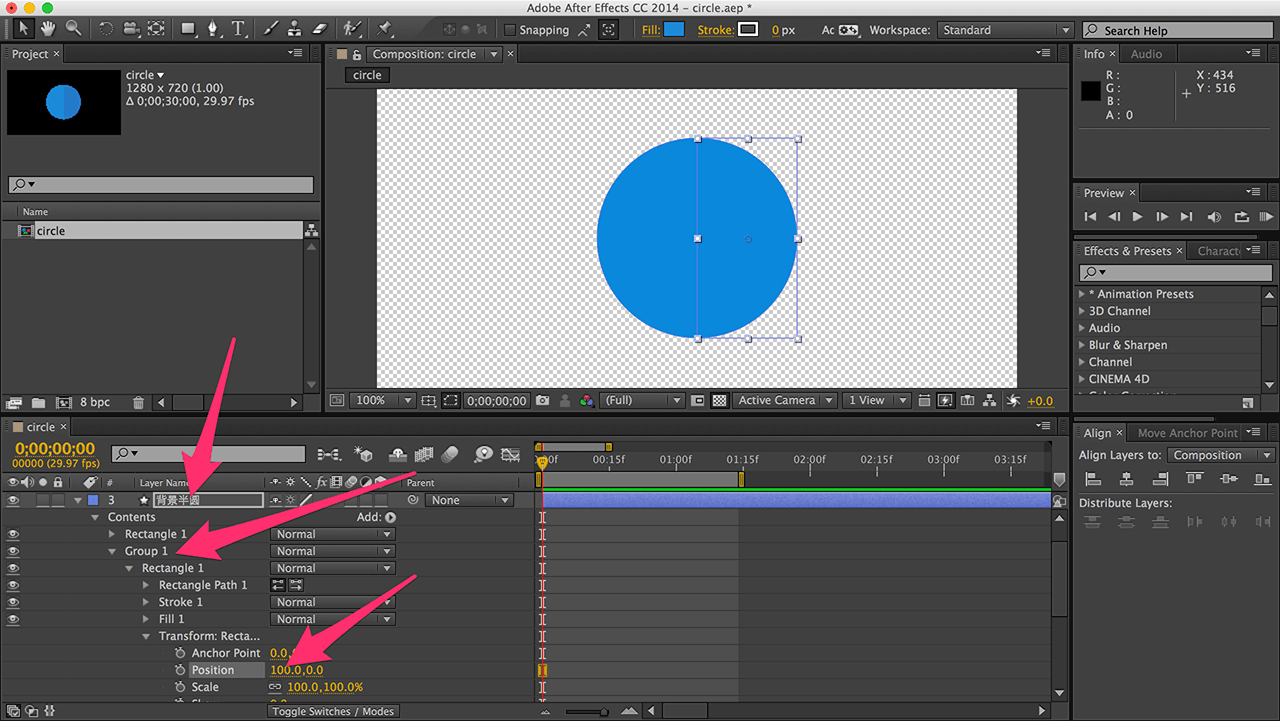 Adobe After Effects CC 2014 - circle.aep *
Snapping
Fill:
Stroke:
0 px
Ac
Workspace:
Standard
Search Help
Project ×
circle
1280 x 720 (1.00)
Δ 0;00;30;00, 29.97 fps
Name
circle
8 bpc
Composition: circle
circle
100%
0;00;00;00
(Full)
Active Camera
1 View
+0.0
Info ×
Audio
R :
G :
B :
A : 0
X : 434
Y : 516
Preview ×
Effects & Presets ×
* Animation Presets
3D Channel
Audio
Blur & Sharpen
Channel
CINEMA 4D
circle ×
0;00;00;00
00000 (29.97 fps)
#
Parent
00:15f
01:00f
01:15f
02:00f
02:15f
03:00f
03:15f
3
背景半圆
None
Contents
Add:
Rectangle 1
Normal
Group 1
Normal
Rectangle 1
Normal
Rectangle Path 1
Stroke 1
Normal
Fill 1
Normal
Transform: Recta...
Anchor Point
Position
100.0,0.0
Scale
100.0,100.0%
Toggle Switches / Modes
Align ×
Move Anchor Point
Align Layers to:
Composition
Distribute Layers: